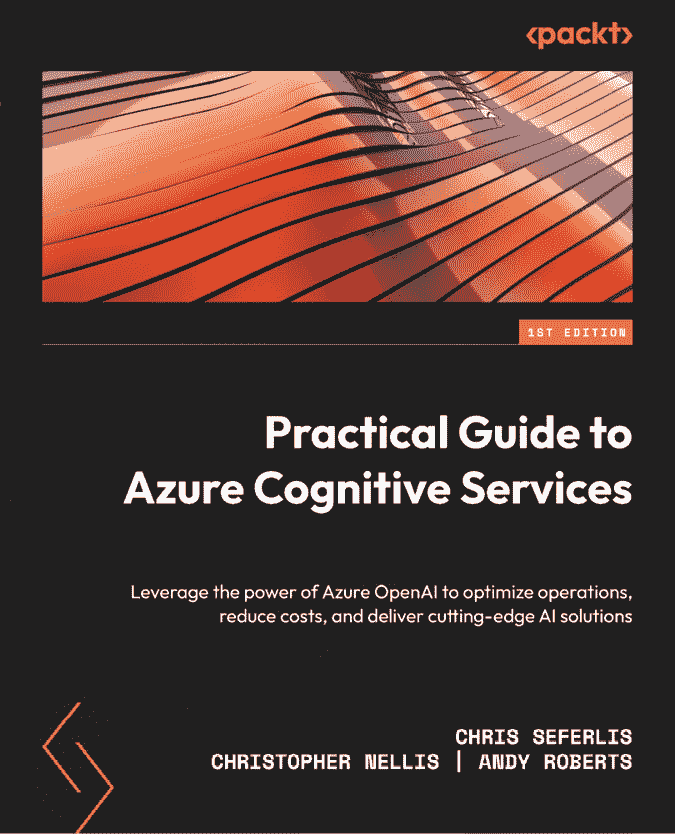 <packt>
1ST EDITION
Practical Guide to
Azure Cognitive Services
Leverage the power of Azure OpenAI to optimize operations,
reduce costs, and deliver cutting-edge AI solutions
CHRIS SEFERLIS
CHRISTOPHER NELLIS | ANDY ROBERTS